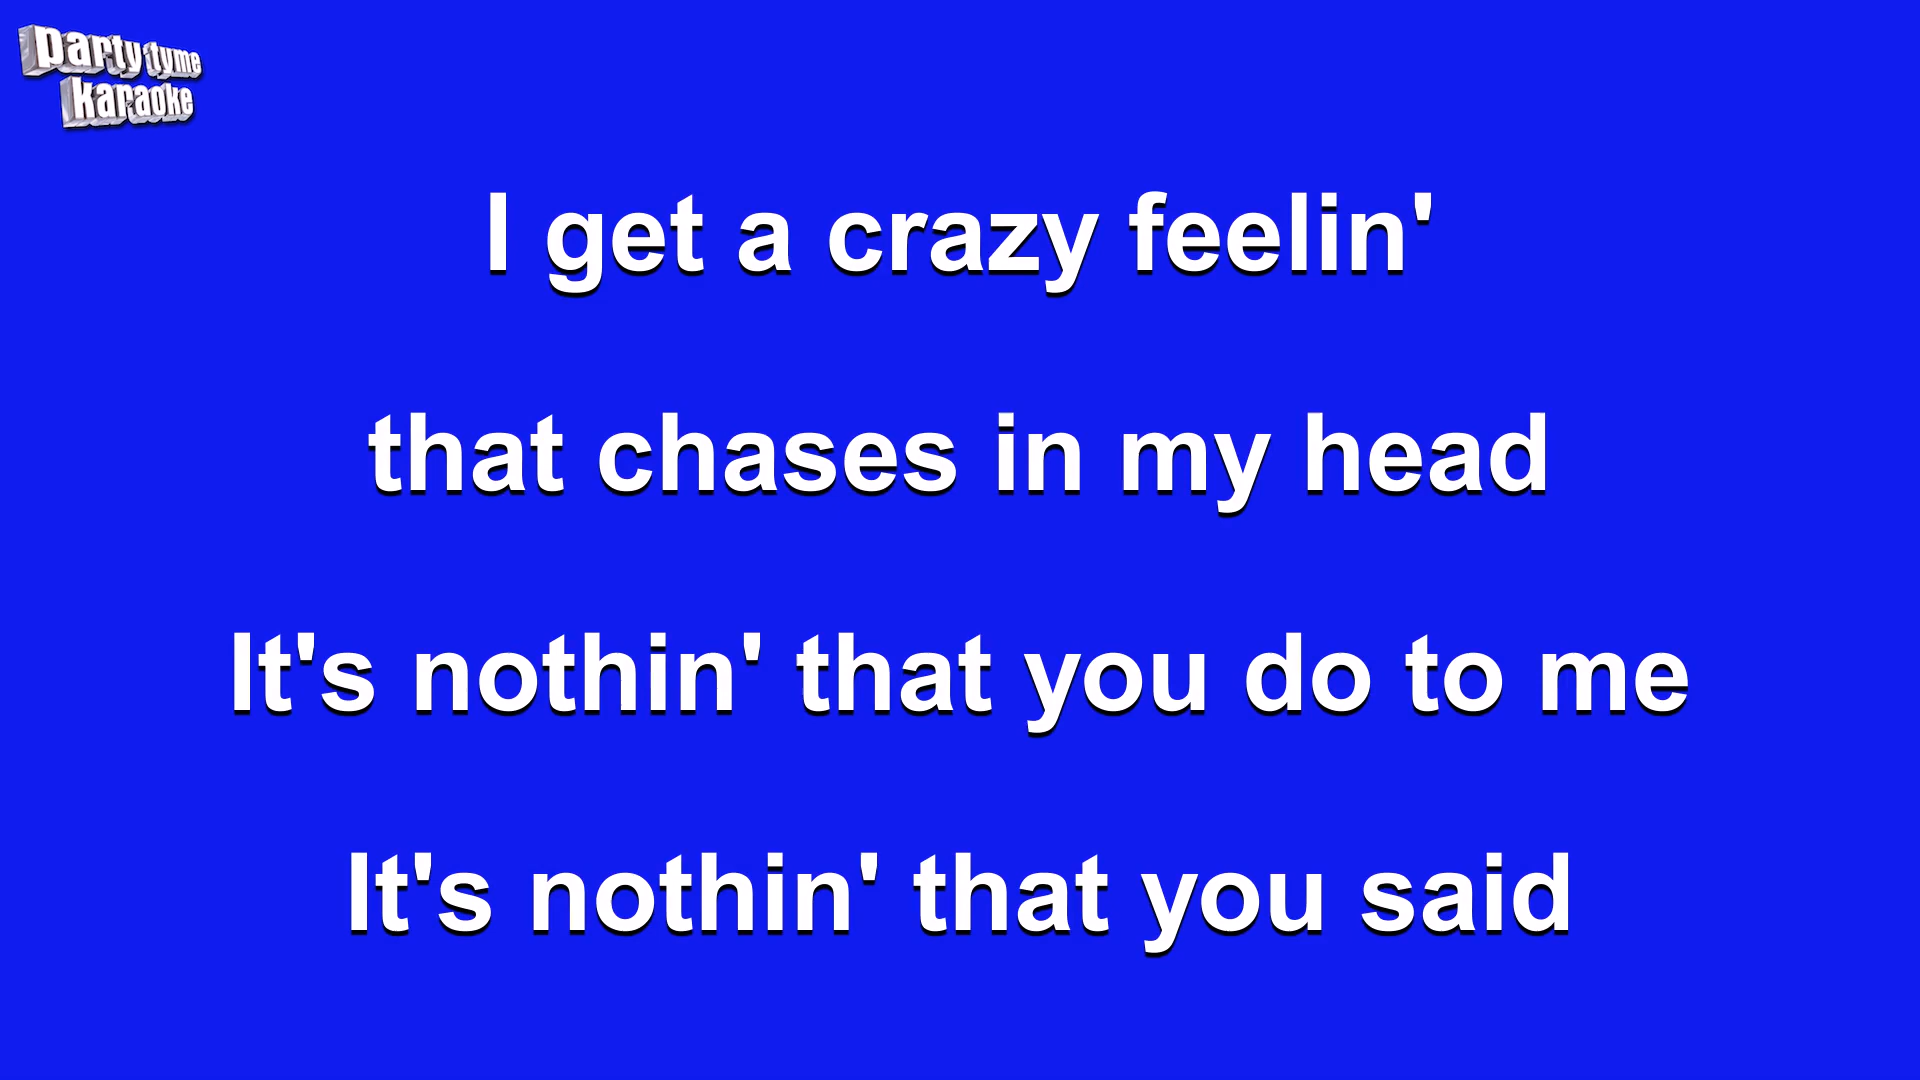 party tyme
karaoke
I get a crazy feelin'
that chases in my head
It's nothin' that you do to me
It's nothin' that you said